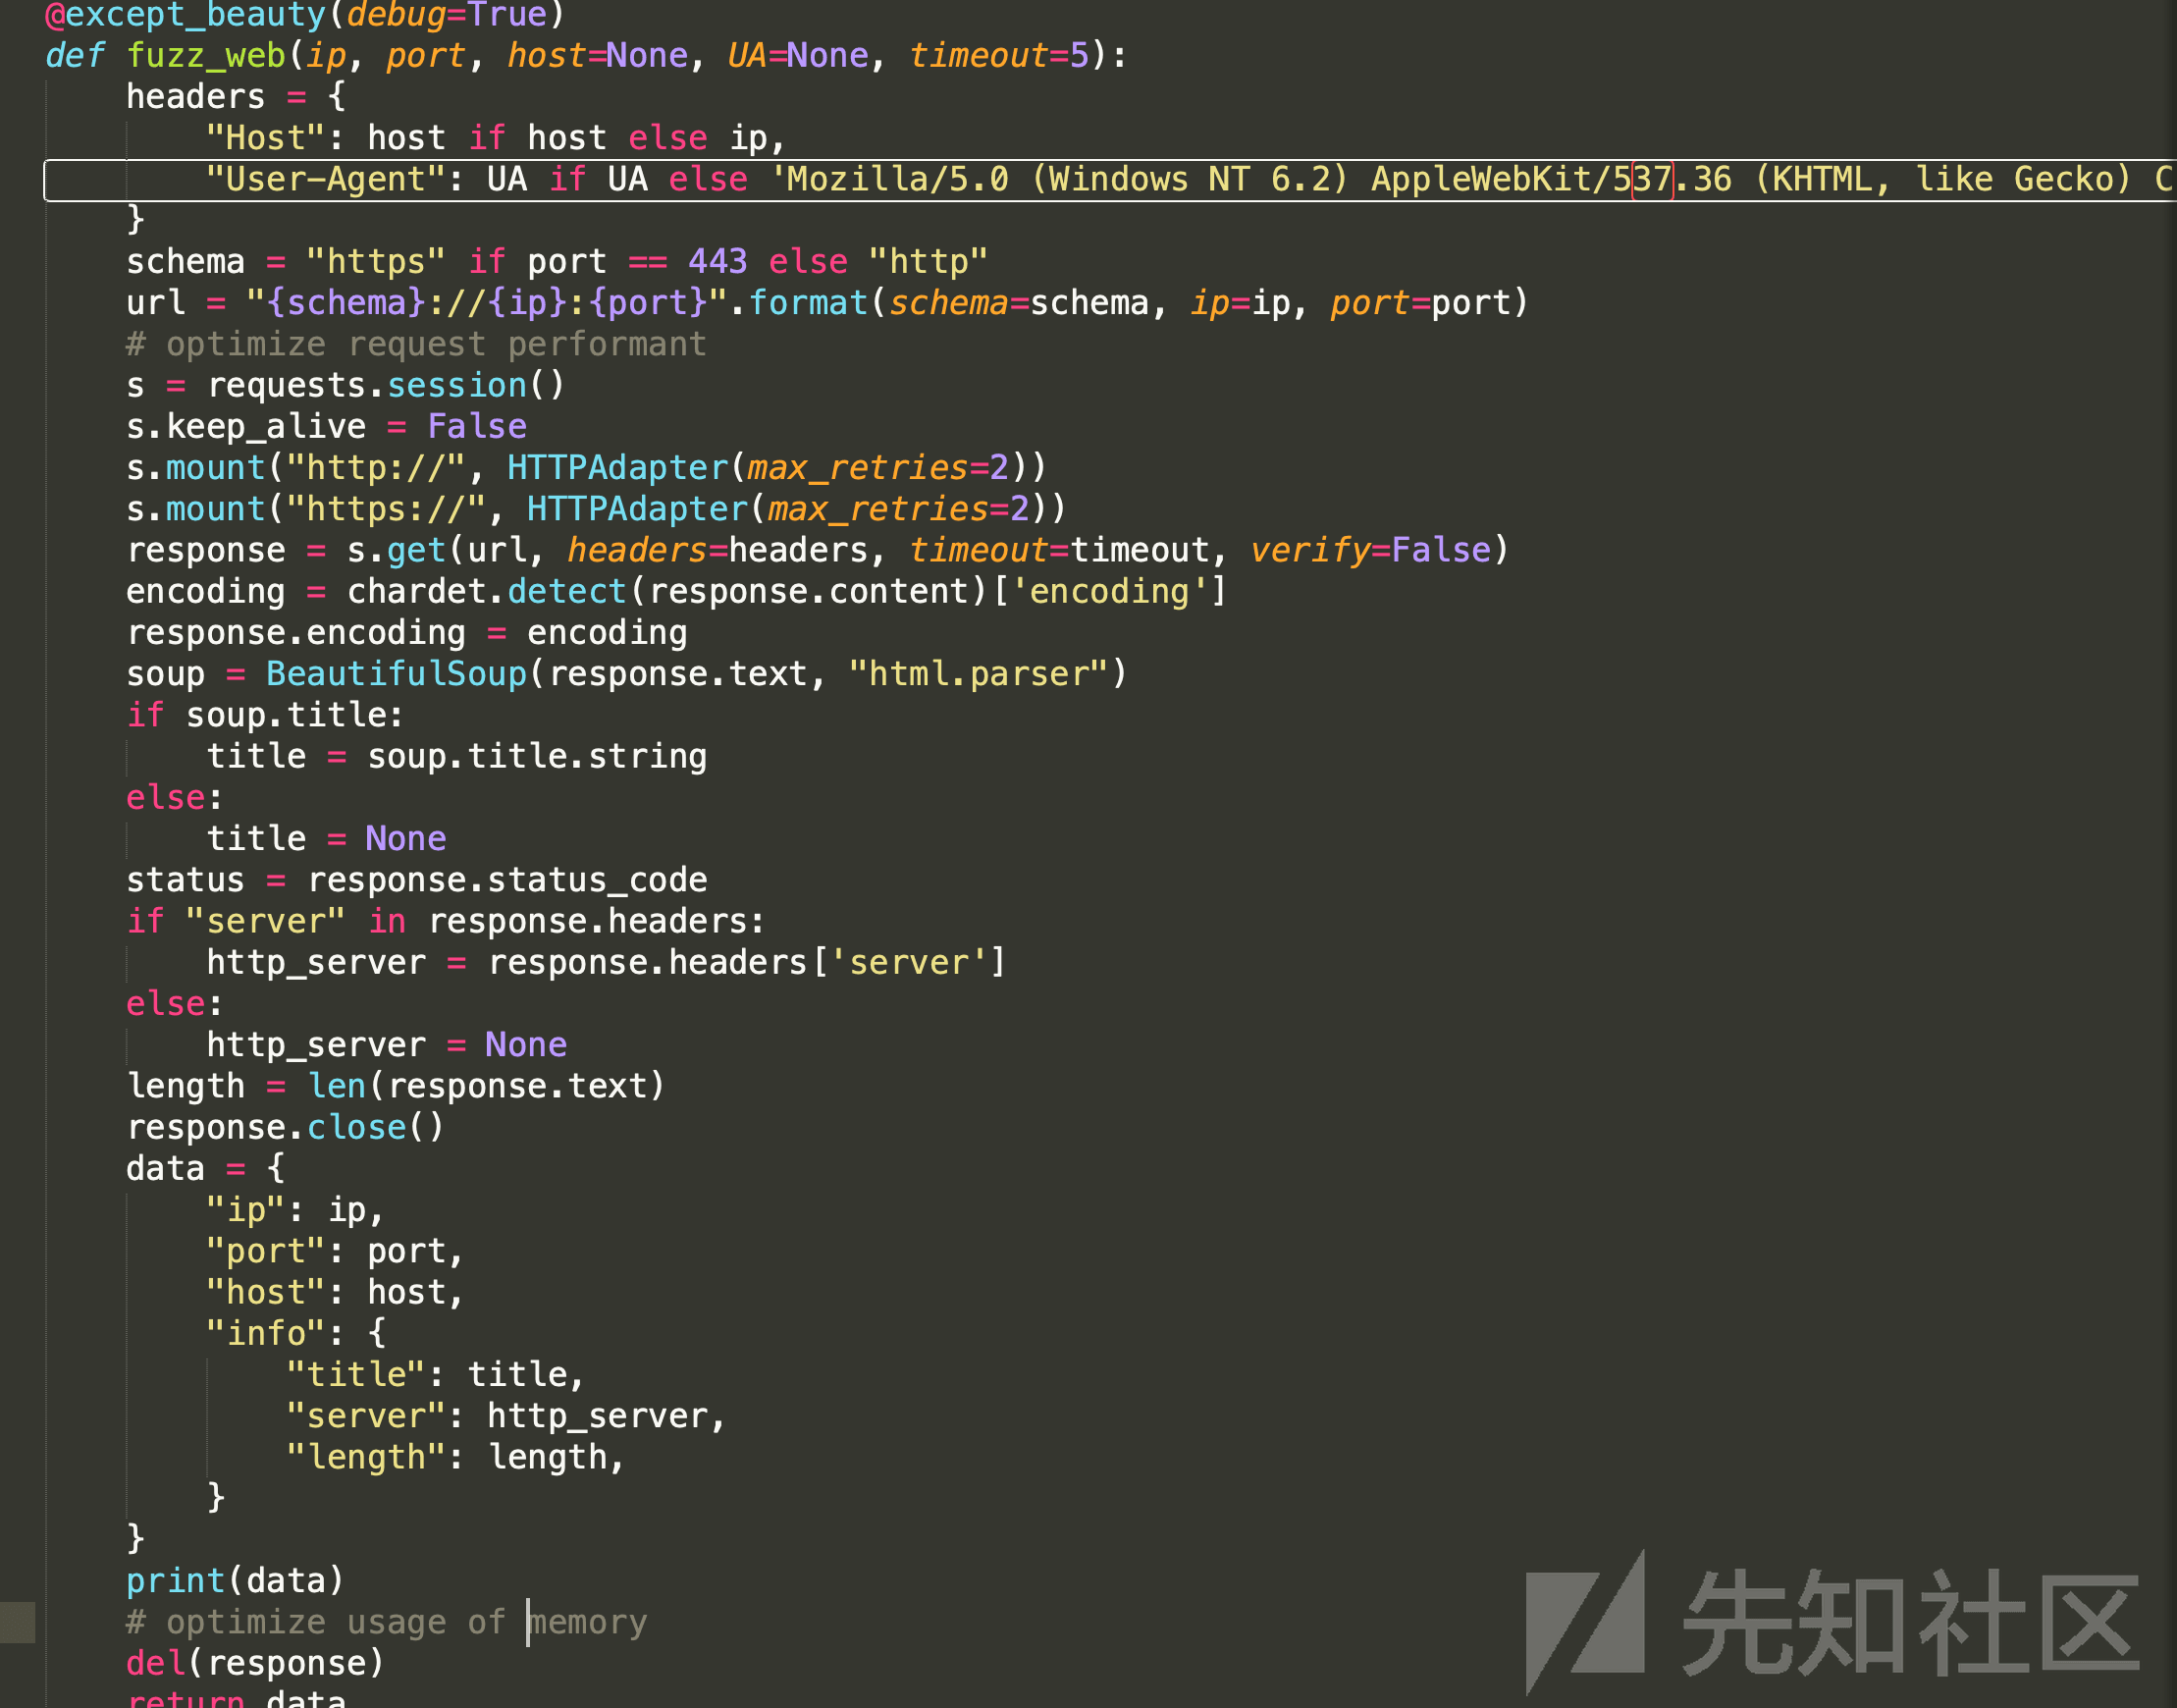 @except_beauty(debug=True)
def fuzz_web(ip, port, host=None, UA=None, timeout=5):
    headers = {
        "Host": host if host else ip,
        "User-Agent": UA if UA else 'Mozilla/5.0 (Windows NT 6.2) AppleWebKit/537.36 (KHTML, like Gecko) C
    }
    schema = "https" if port == 443 else "http"
    url = "{schema}://{ip}:{port}".format(schema=schema, ip=ip, port=port)
    # optimize request performant
    s = requests.session()
    s.keep_alive = False
    s.mount("http://", HTTPAdapter(max_retries=2))
    s.mount("https://", HTTPAdapter(max_retries=2))
    response = s.get(url, headers=headers, timeout=timeout, verify=False)
    encoding = chardet.detect(response.content)['encoding']
    response.encoding = encoding
    soup = BeautifulSoup(response.text, "html.parser")
    if soup.title:
        title = soup.title.string
    else:
        title = None
    status = response.status_code
    if "server" in response.headers:
        http_server = response.headers['server']
    else:
        http_server = None
    length = len(response.text)
    response.close()
    data = {
        "ip": ip,
        "port": port,
        "host": host,
        "info": {
            "title": title,
            "server": http_server,
            "length": length,
        }
    }
    print(data)
    # optimize usage of memory
    del(response)
    return data
先知社区